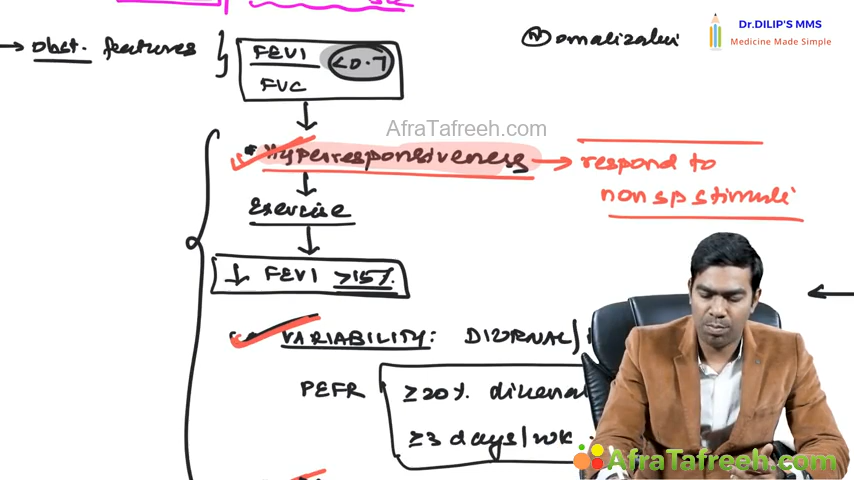 → obst. features } FEV1 <0.7
FVC
(N) omalizabu
Dr.DILIP'S MMS
Medicine Made Simple
AfraTafreeh.com
* Hyperresponsiveness → respond to
non sp stimuli
Exercise
↓ FEV1 >15%
VARIABILITY: DIURNAL/
PEFR ≥20% diurnal
≥3 days/wk
AfraTafreeh.com